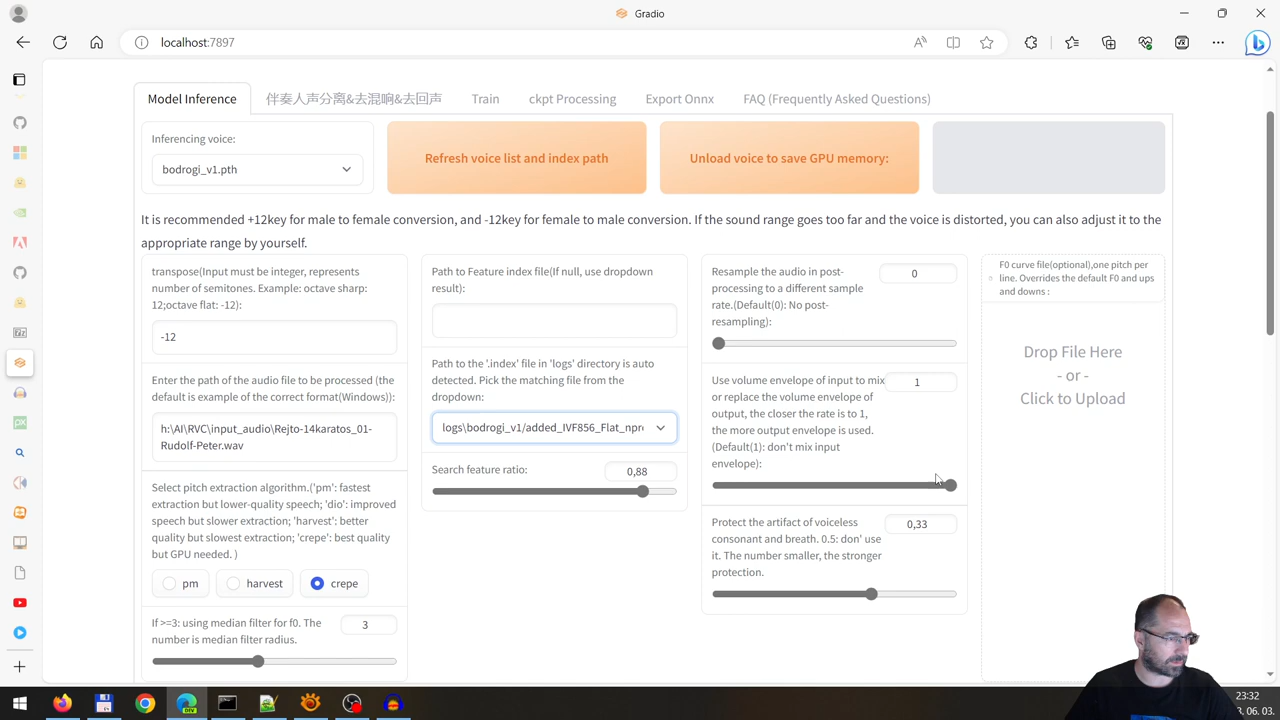 Gradio
localhost:7897
Model Inference
伴奏人声分离&去混响&去回声
Train
ckpt Processing
Export Onnx
FAQ (Frequently Asked Questions)
Inferencing voice:
bodrogi_v1.pth
Refresh voice list and index path
Unload voice to save GPU memory:
It is recommended +12key for male to female conversion, and -12key for female to male conversion. If the sound range goes too far and the voice is distorted, you can also adjust it to the
appropriate range by yourself.
transpose(Input must be integer, represents
number of semitones. Example: octave sharp:
12;octave flat: -12):
-12
Enter the path of the audio file to be processed (the
default is example of the correct format(Windows)):
h:\AI\RVC\input_audio\Rejto-14karatos_01-
Rudolf-Peter.wav
Select pitch extraction algorithm.('pm': fastest
extraction but lower-quality speech; 'dio': improved
speech but slower extraction; 'harvest': better
quality but slowest extraction; 'crepe': best quality
but GPU needed. )
pm
harvest
crepe
If >=3: using median filter for f0. The
number is median filter radius.
3
Path to Feature index file(If null, use dropdown
result):
Path to the '.index' file in 'logs' directory is auto
detected. Pick the matching file from the
dropdown:
logs\bodrogi_v1/added_IVF856_Flat_npr
Search feature ratio:
0,88
Resample the audio in post-
processing to a different sample
rate.(Default(0): No post-
resampling):
0
Use volume envelope of input to mix
or replace the volume envelope of
output, the closer the rate is to 1,
the more output envelope is used.
(Default(1): don't mix input
envelope):
1
Protect the artifact of voiceless
consonant and breath. 0.5: don' use
it. The number smaller, the stronger
protection.
0,33
F0 curve file(optional),one pitch per
line. Overrides the default F0 and ups
and downs :
Drop File Here
- or -
Click to Upload
23:32
3. 06. 03.